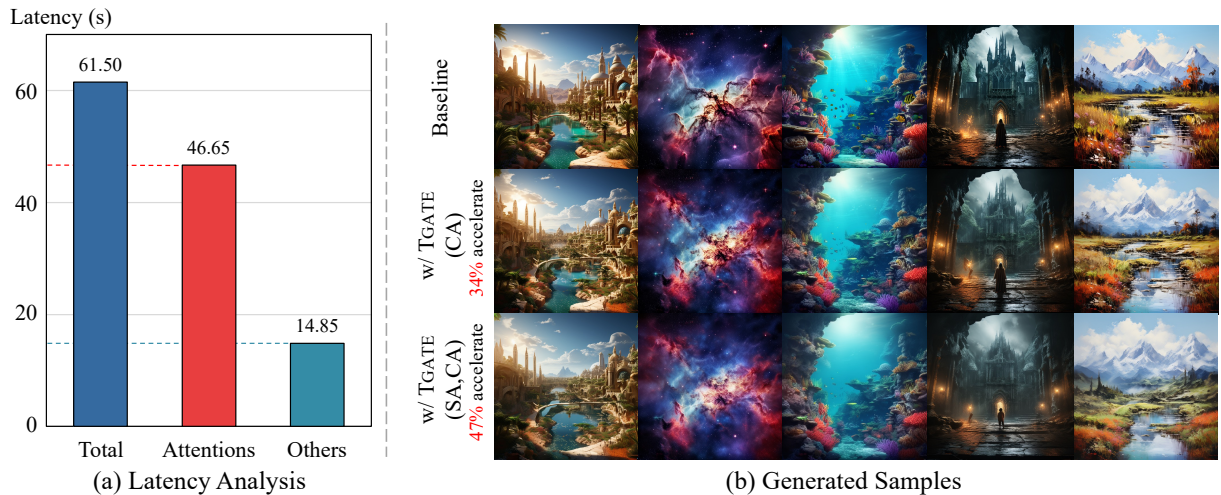 Latency (s)
61.50
60
46.65
40
20
14.85
0
Total
Attentions
Others
(a) Latency Analysis
Baseline
w/ TGATE
(CA)
34% accelerate
w/ TGATE
(SA,CA)
47% accelerate
(b) Generated Samples